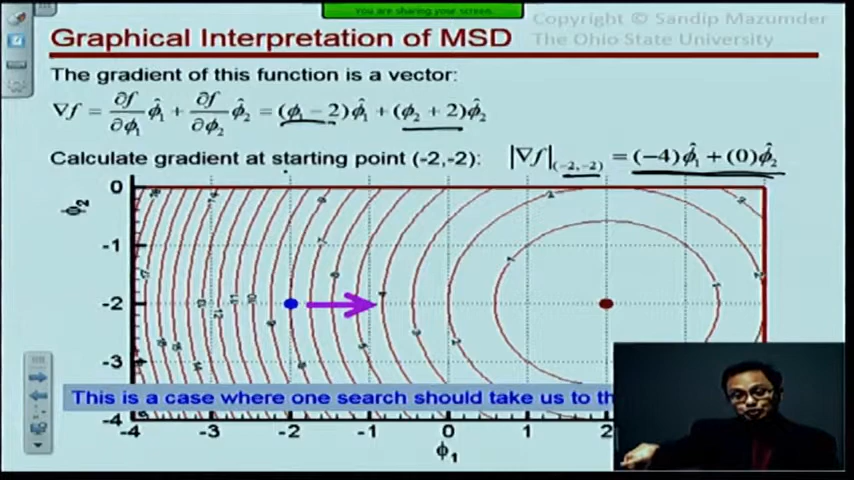 You are sharing your screen.
Copyright © Sandip Mazumder
Graphical Interpretation of MSD
The Ohio State University
The gradient of this function is a vector:
∇f = ∂f/∂ϕ₁ ϕ̂₁ + ∂f/∂ϕ₂ ϕ̂₂ = (ϕ₁ − 2)ϕ̂₁ + (ϕ₂ + 2)ϕ̂₂
Calculate gradient at starting point (-2,-2): |∇f|₍₋₂,₋₂₎ = (−4)ϕ̂₁ + (0)ϕ̂₂
0
ϕ₂
-1
-2
-3
This is a case where one search should take us to th
-4
-4 -3 -2 -1 0 1 2
ϕ₁